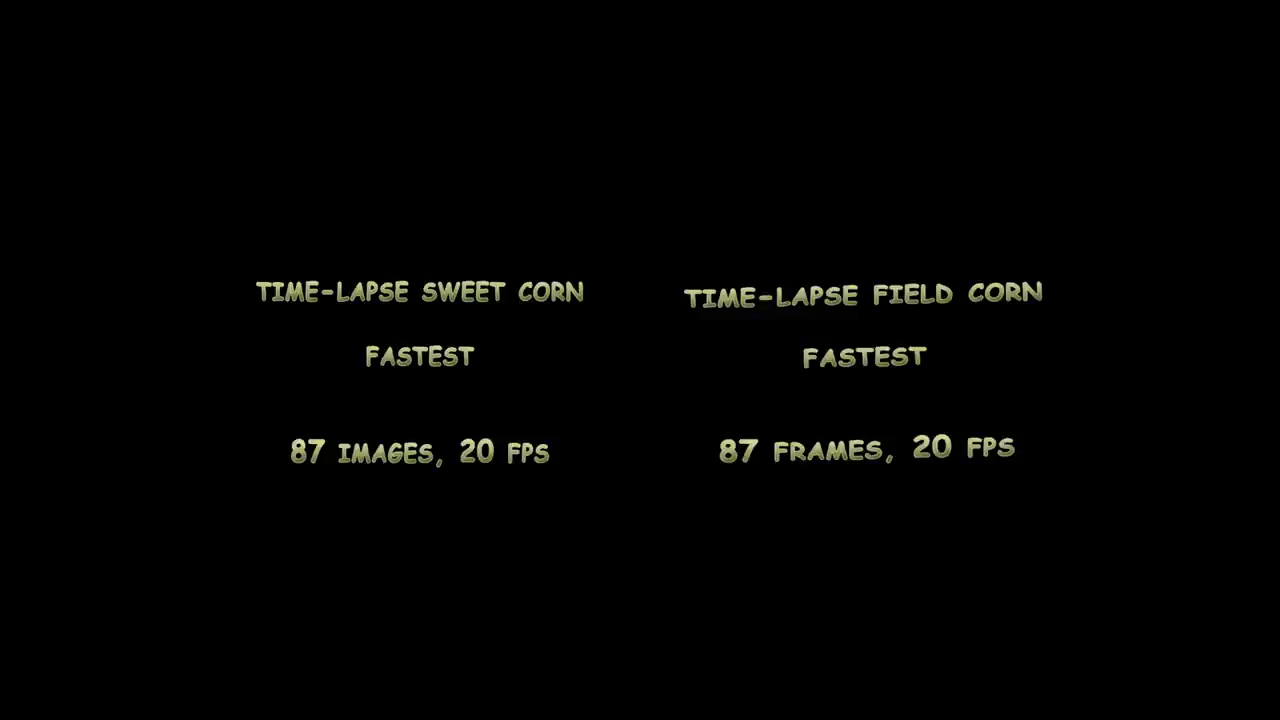 TIME-LAPSE SWEET CORN
FASTEST
87 IMAGES, 20 FPS
TIME-LAPSE FIELD CORN
FASTEST
87 FRAMES, 20 FPS